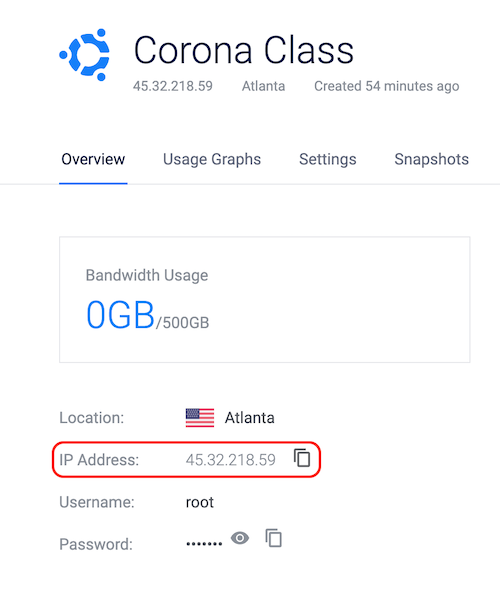 Corona Class
45.32.218.59 Atlanta Created 54 minutes ago
Overview Usage Graphs Settings Snapshots
Bandwidth Usage
0GB/500GB
Location: Atlanta
IP Address: 45.32.218.59
Username: root
Password: •••••••